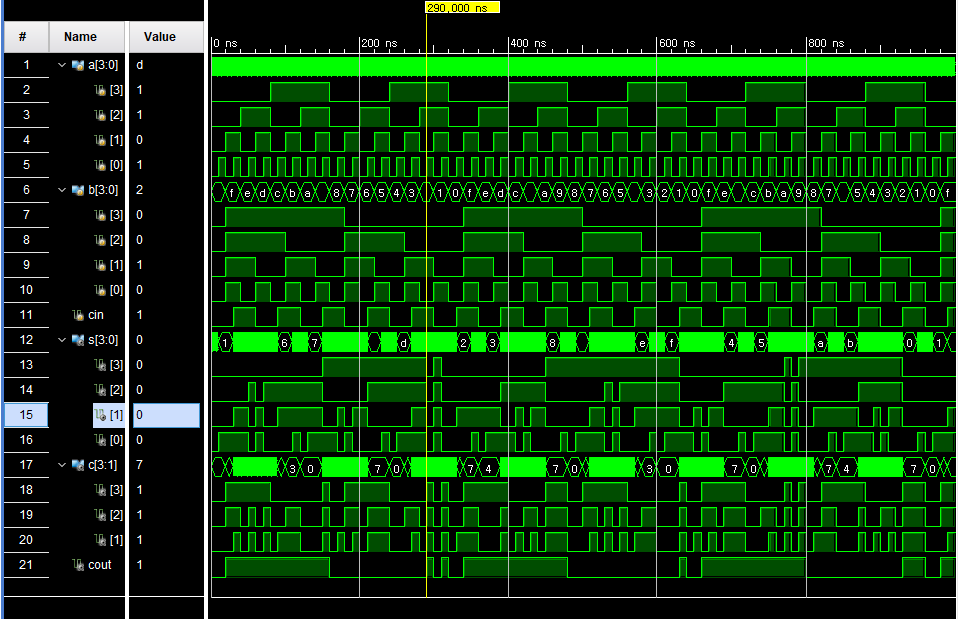 290,000 ns
# Name Value 0 ns 200 ns 400 ns 600 ns 800 ns
1 a[3:0] d
2 [3] 1
3 [2] 1
4 [1] 0
5 [0] 1
6 b[3:0] 2 f e d c b a 8 7 6 5 4 3 1 0 f e d c a 9 8 7 6 5 3 2 1 0 f e c b a 9 8 7 5 4 3 2 1 0 f
7 [3] 0
8 [2] 0
9 [1] 1
10 [0] 0
11 cin 1
12 s[3:0] 0 1 6 7 d 2 3 8 e f 4 5 a b 0 1
13 [3] 0
14 [2] 0
15 [1] 0
16 [0] 0
17 c[3:1] 7 3 0 7 0 7 4 7 0 3 0 7 0 7 4 7 0
18 [3] 1
19 [2] 1
20 [1] 1
21 cout 1